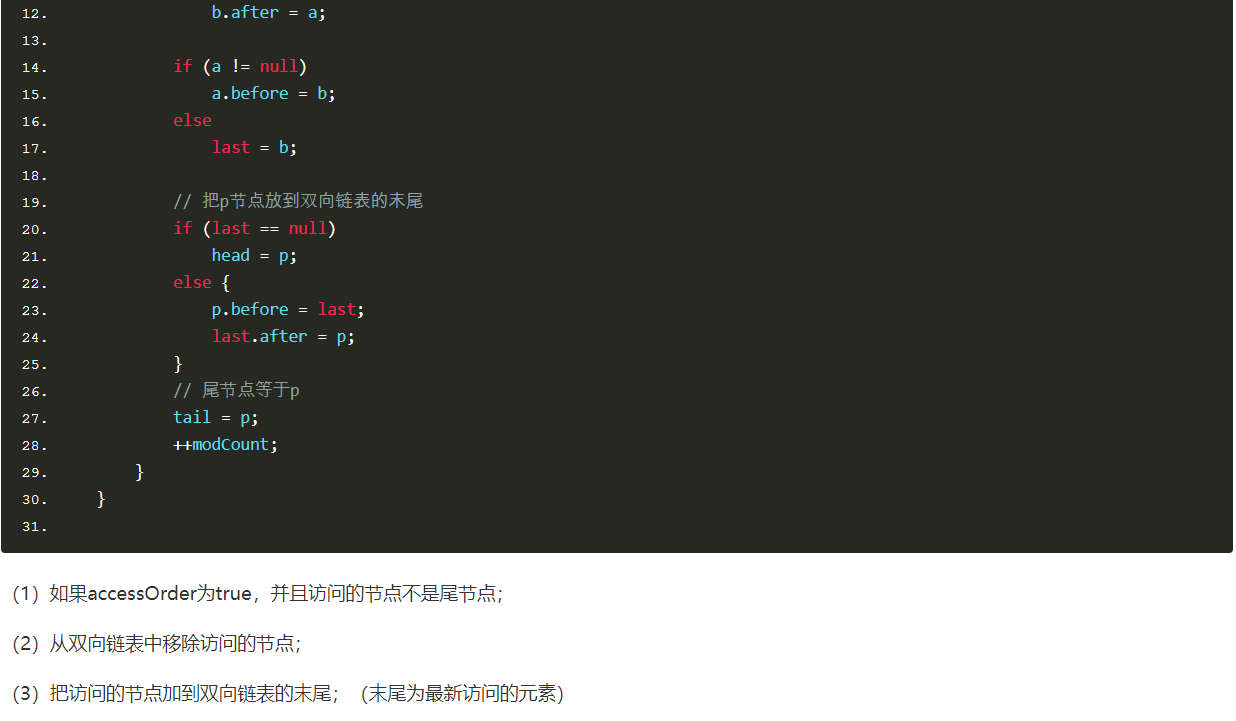 12. b.after = a;
13.
14. if (a != null)
15. a.before = b;
16. else
17. last = b;
18.
19. // 把p节点放到双向链表的末尾
20. if (last == null)
21. head = p;
22. else {
23. p.before = last;
24. last.after = p;
25. }
26. // 尾节点等于p
27. tail = p;
28. ++modCount;
29. }
30. }
31.
（1）如果accessOrder为true，并且访问的节点不是尾节点；
（2）从双向链表中移除访问的节点；
（3）把访问的节点加到双向链表的末尾；（末尾为最新访问的元素）